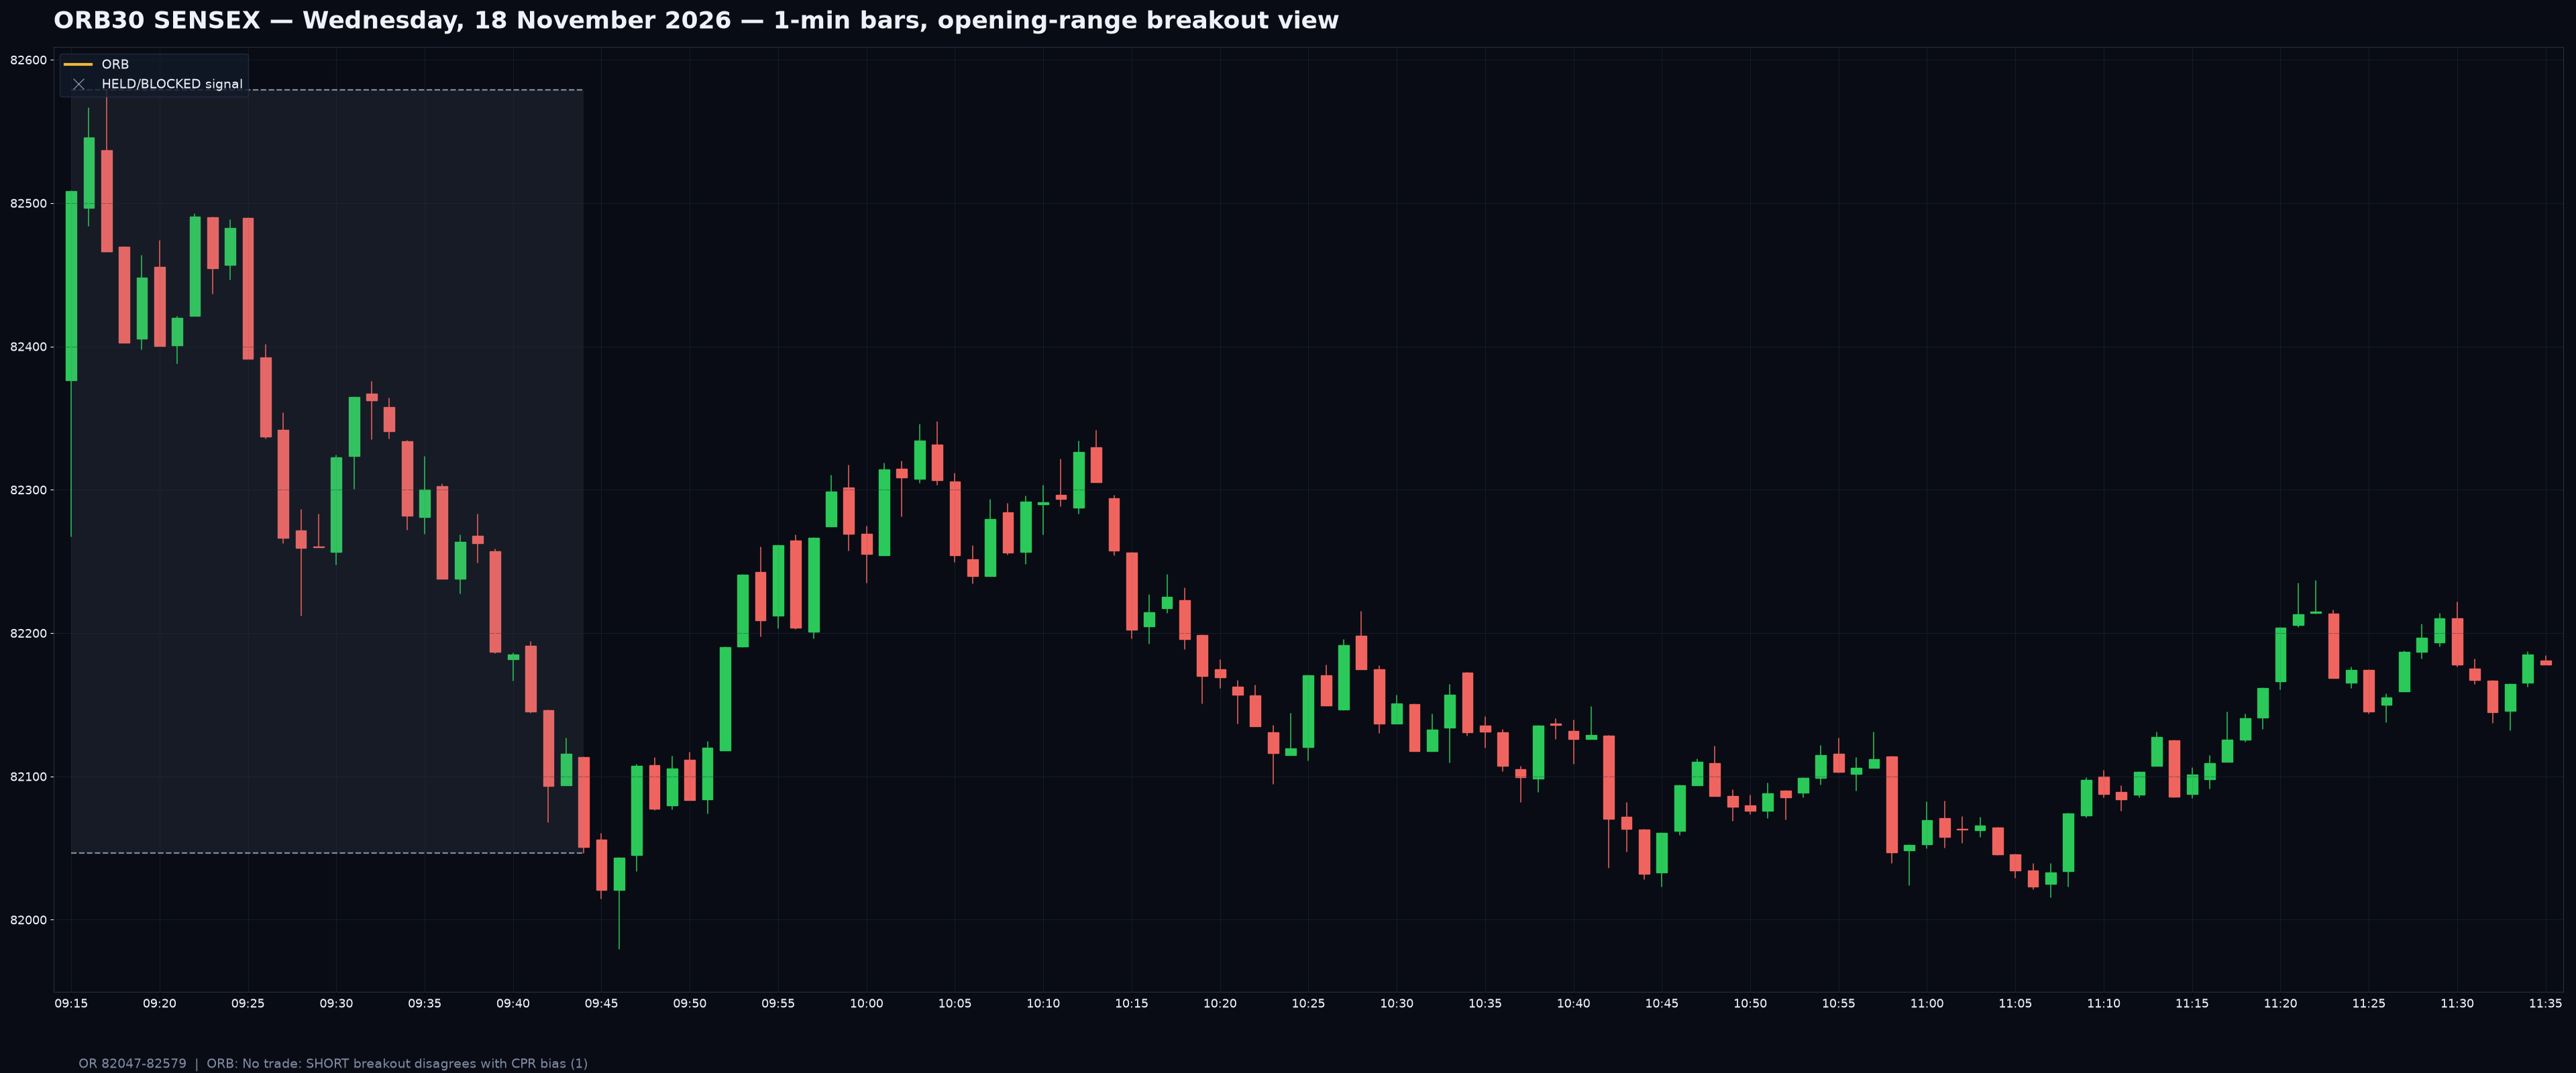 ORB30 SENSEX — Wednesday, 18 November 2026 — 1-min bars, opening-range breakout view
ORB
HELD/BLOCKED signal
82600
82500
82400
82300
82200
82100
82000
09:15 09:20 09:25 09:30 09:35 09:40 09:45 09:50 09:55 10:00 10:05 10:10 10:15 10:20 10:25 10:30 10:35 10:40 10:45 10:50 10:55 11:00 11:05 11:10 11:15 11:20 11:25 11:30 11:35
OR 82047-82579 | ORB: No trade: SHORT breakout disagrees with CPR bias (1)